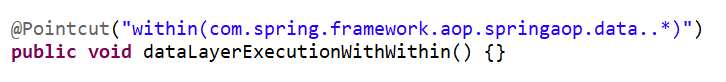 @Pointcut("within(com.spring.framework.aop.springaop.data..*)")
public void dataLayerExecutionWithWithin() {}